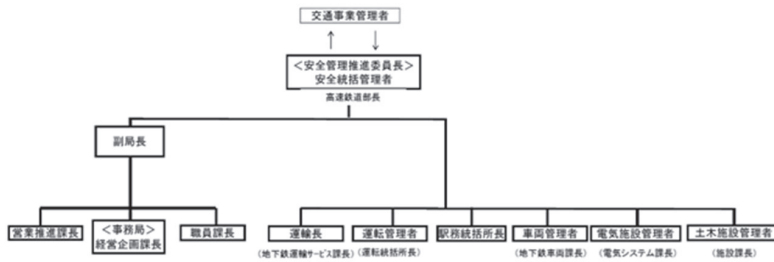 交通事業管理者
＜安全管理推進委員長＞
安全統括管理者
高速鉄道部長
副局長
営業推進課長
＜事務局＞
経営企画課長
職員課長
運輸長
(地下鉄運輸サービス課長)
運転管理者
(運転統括所長)
駅務統括所長
車両管理者
(地下鉄車両課長)
電気施設管理者
(電気システム課長)
土木施設管理者
(施設課長)